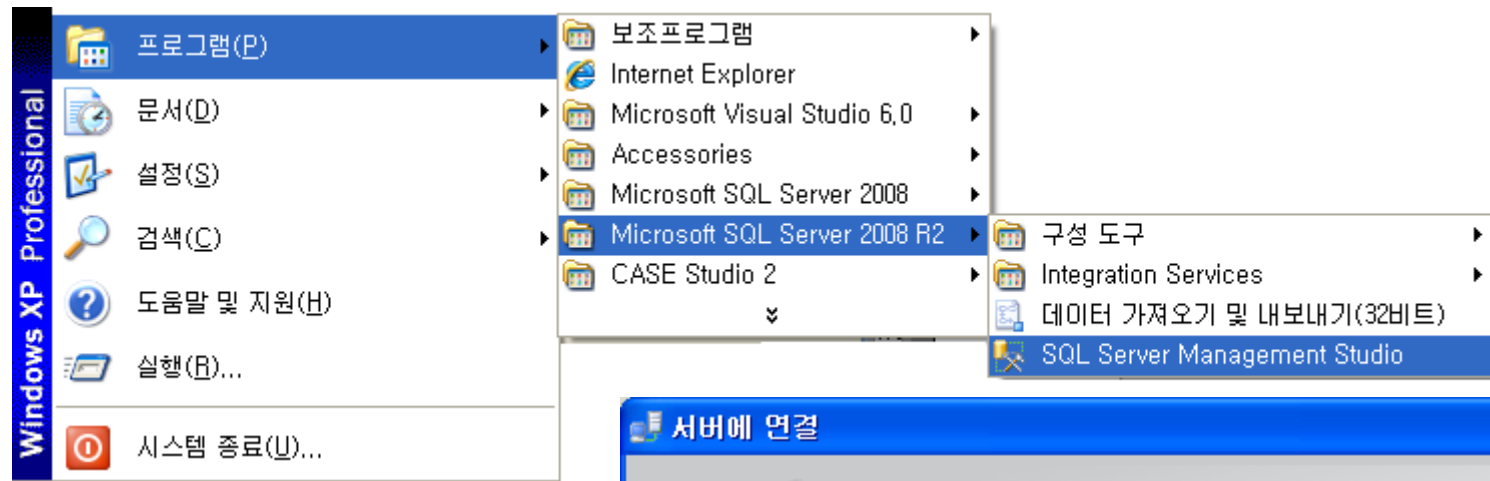 Windows XP Professional
프로그램(P)
문서(D)
설정(S)
검색(C)
도움말 및 지원(H)
실행(R)...
시스템 종료(U)...
보조프로그램
Internet Explorer
Microsoft Visual Studio 6.0
Accessories
Microsoft SQL Server 2008
Microsoft SQL Server 2008 R2
CASE Studio 2
구성 도구
Integration Services
데이터 가져오기 및 내보내기(32비트)
SQL Server Management Studio
서버에 연결